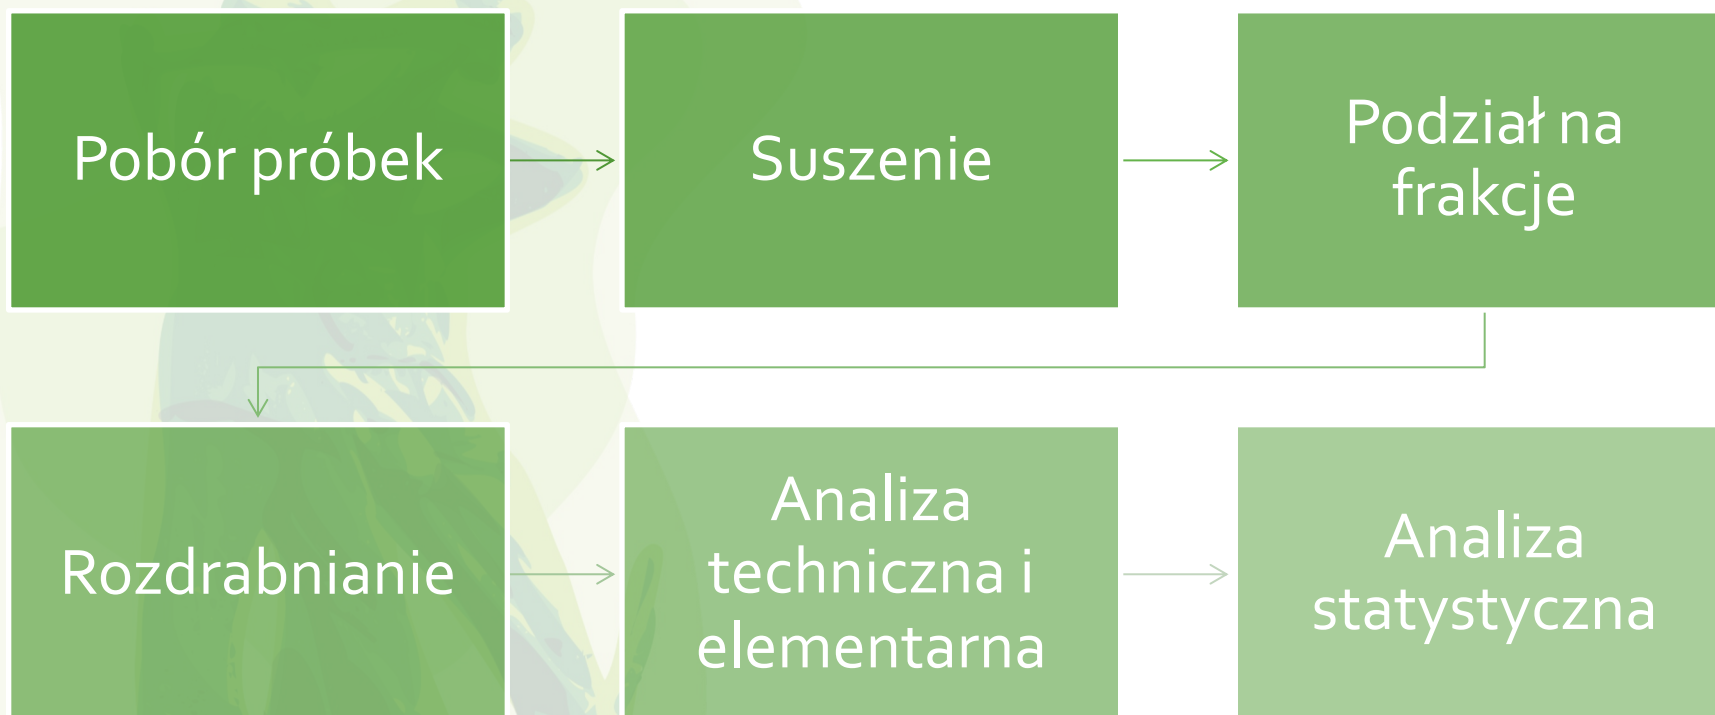 Pobór próbek
Suszenie
Podział na
frakcje
Rozdrabnianie
Analiza
techniczna i
elementarna
Analiza
statystyczna